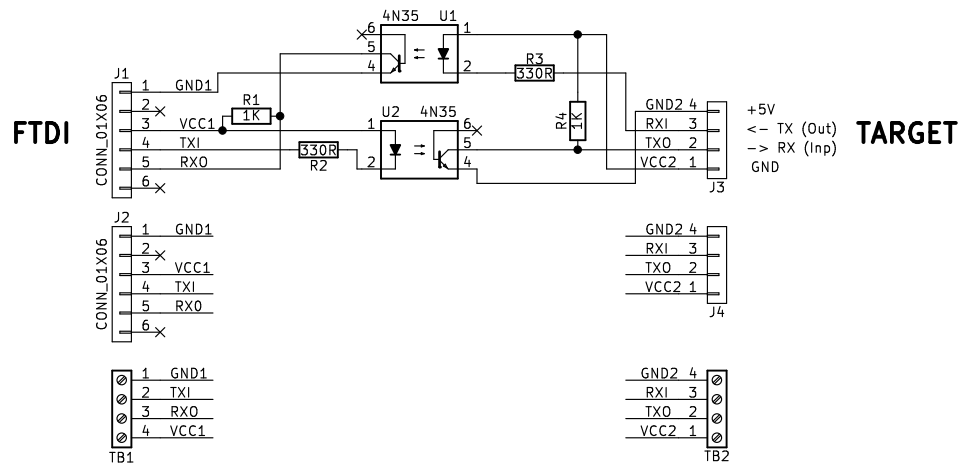 4N35 U1
6
5
4
1
2
R3
330R
J1
1 GND1
2
3 VCC1
4 TXI
5 RXO
6
CONN_01X06
FTDI
R1
1K
330R
R2
U2 4N35
1
2
6
5
4
R4
1K
GND2 4
RXI 3
TXO 2
VCC2 1
J3
+5V
<- TX (Out)
-> RX (Inp)
GND
TARGET
J2
1 GND1
2
3 VCC1
4 TXI
5 RX0
6
CONN_01X06
GND2 4
RXI 3
TXO 2
VCC2 1
J4
1 GND1
2 TXI
3 RXO
4 VCC1
TB1
GND2 4
RXI 3
TXO 2
VCC2 1
TB2